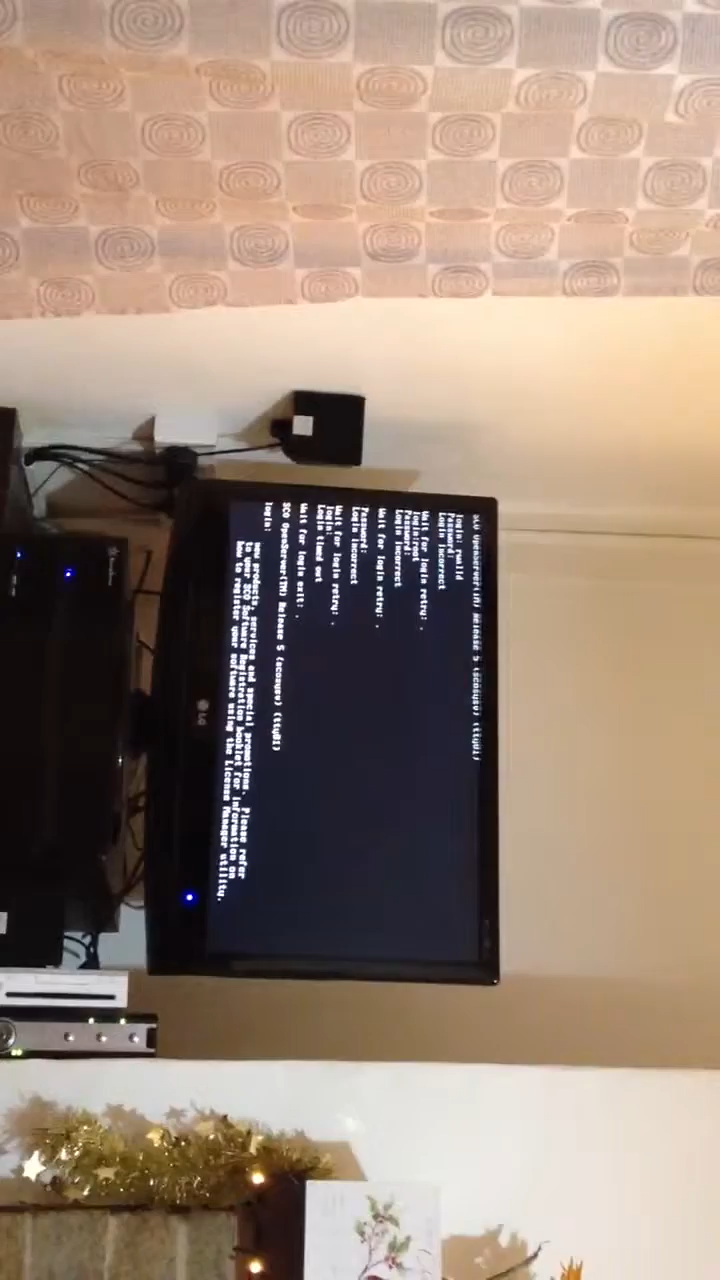 SCO OpenServer(TM) Release 5 (scosysv) (tty01)
login: rwild
Password:
Login incorrect
Wait for login retry: .
login:root
Password:
Login incorrect
Wait for login retry: .
Password:
Login incorrect
Wait for login retry: .
login:
Login timed out
Wait for login exit: .
SCO OpenServer(TM) Release 5 (scosysv) (tty01)
login:
new products, services and special promotions. Please refer
to your SCO Software Registration booklet for information on
how to register your software using the License Manager utility.
LG